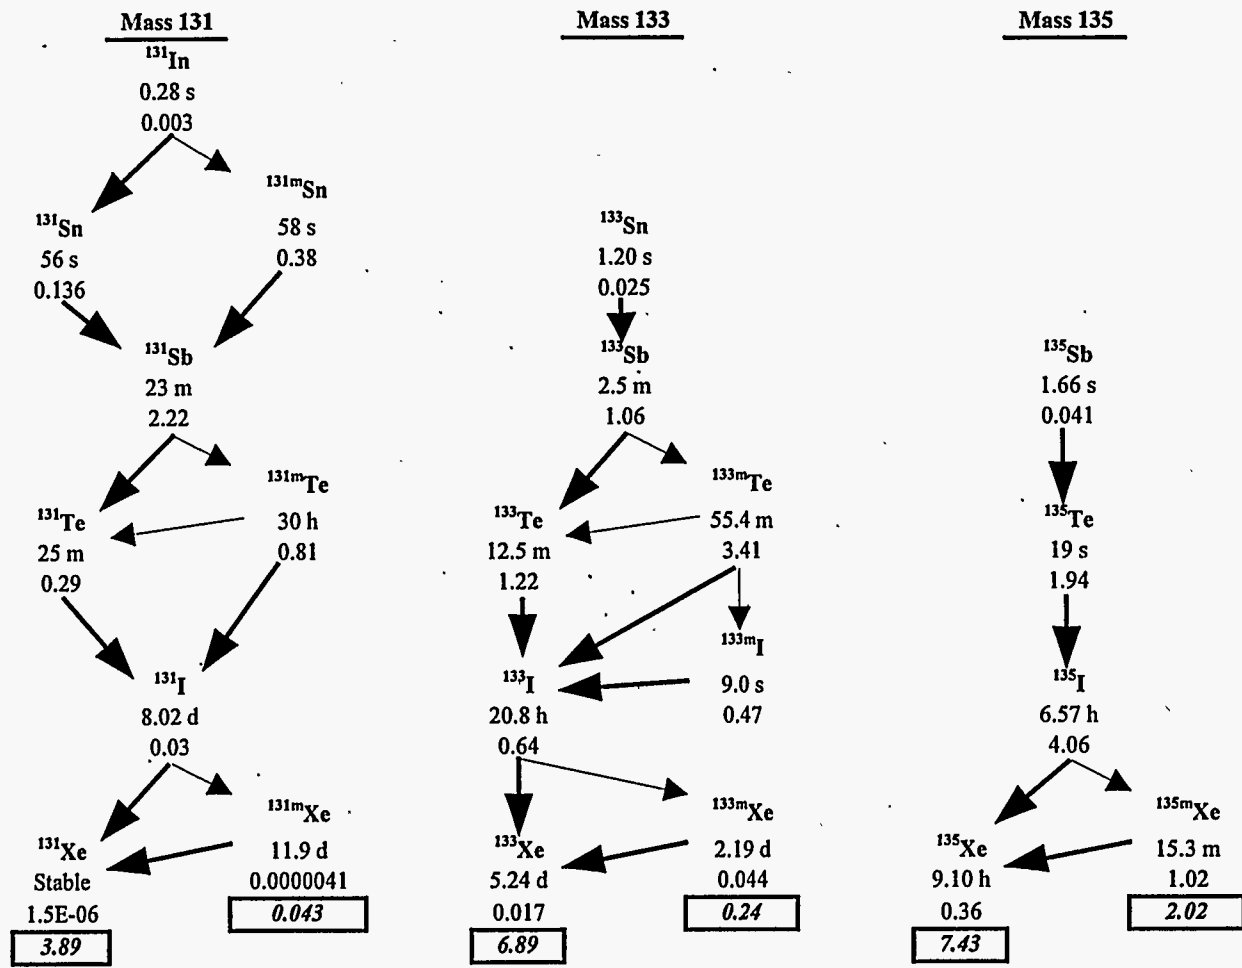 Mass 131
131In
0.28 s
0.003
131Sn
56 s
0.136
131mSn
58 s
0.38
131Sb
23 m
2.22
131Te
25 m
0.29
131mTe
30 h
0.81
131I
8.02 d
0.03
131Xe
Stable
1.5E-06
3.89
131mXe
11.9 d
0.0000041
0.043
Mass 133
133Sn
1.20 s
0.025
133Sb
2.5 m
1.06
133Te
12.5 m
1.22
133mTe
55.4 m
3.41
133mI
9.0 s
0.47
133I
20.8 h
0.64
133Xe
5.24 d
0.017
6.89
133mXe
2.19 d
0.044
0.24
Mass 135
135Sb
1.66 s
0.041
135Te
19 s
1.94
135I
6.57 h
4.06
135Xe
9.10 h
0.36
7.43
135mXe
15.3 m
1.02
2.02